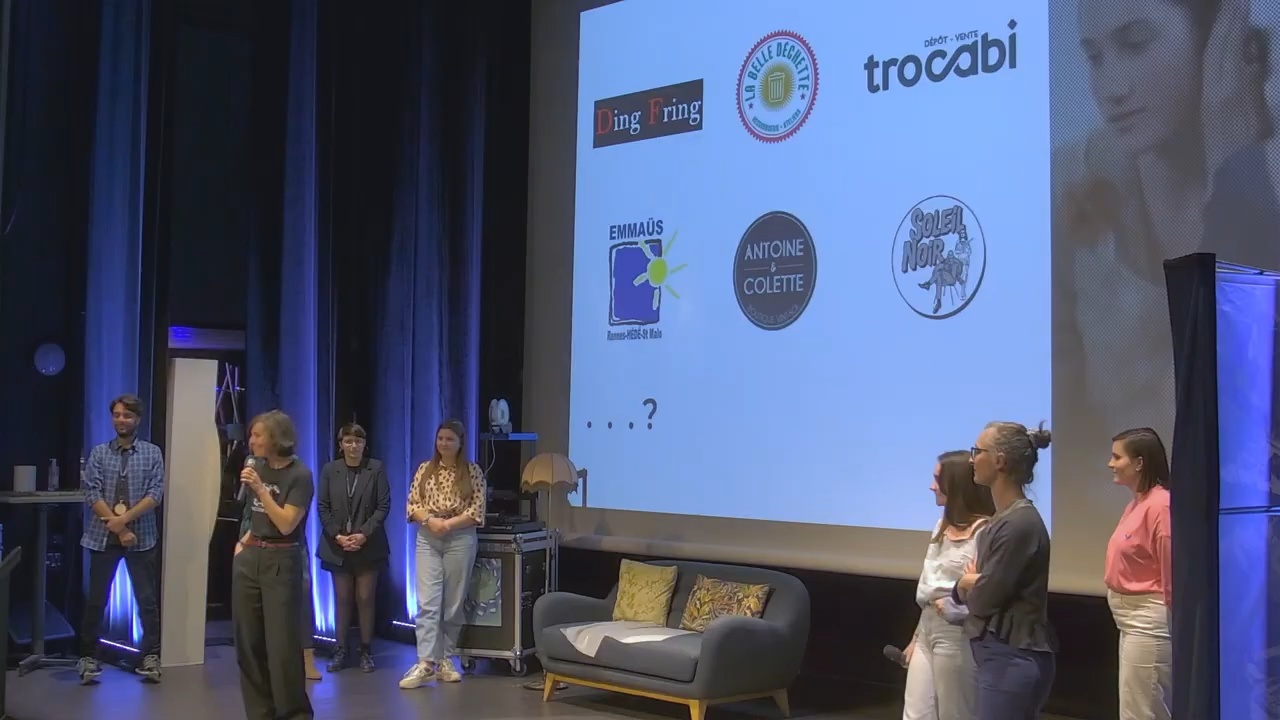 Ding Fring
LA BELLE DÉCHETTE
DÉPÔT - VENTE
trocabi
EMMAÜS
Rennes-HÉDÉ-St Malo
ANTOINE
&
COLETTE
SOLEIL
NOIR
. . . ?